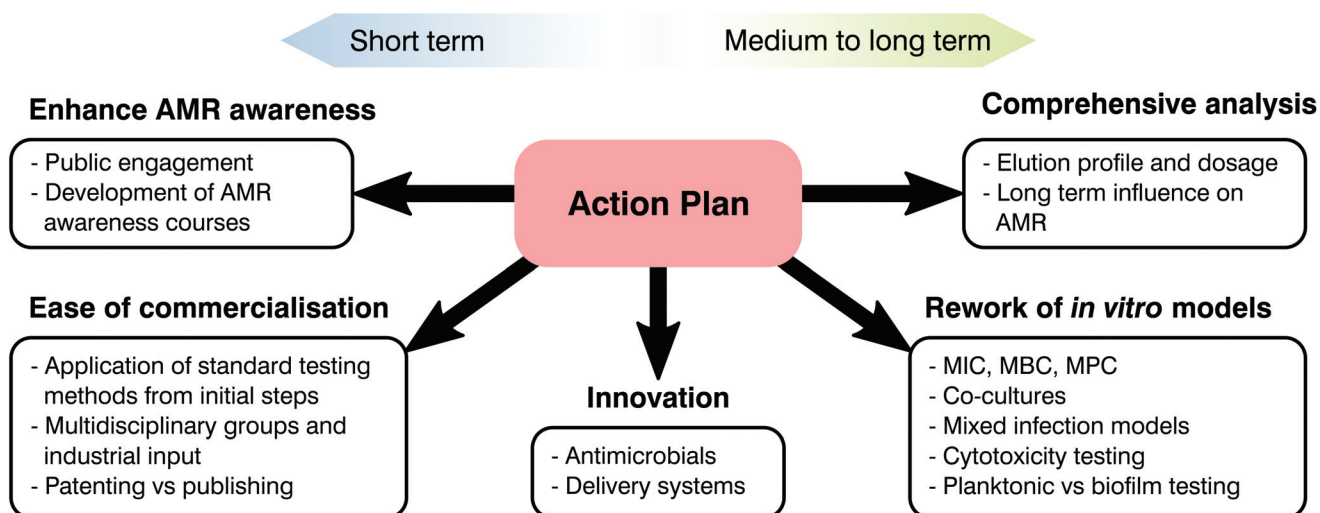 Short term
Medium to long term
Enhance AMR awareness
- Public engagement
- Development of AMR
awareness courses
Comprehensive analysis
- Elution profile and dosage
- Long term influence on
AMR
Action Plan
Ease of commercialisation
- Application of standard testing
methods from initial steps
- Multidisciplinary groups and
industrial input
- Patenting vs publishing
Innovation
- Antimicrobials
- Delivery systems
Rework of in vitro models
- MIC, MBC, MPC
- Co-cultures
- Mixed infection models
- Cytotoxicity testing
- Planktonic vs biofilm testing